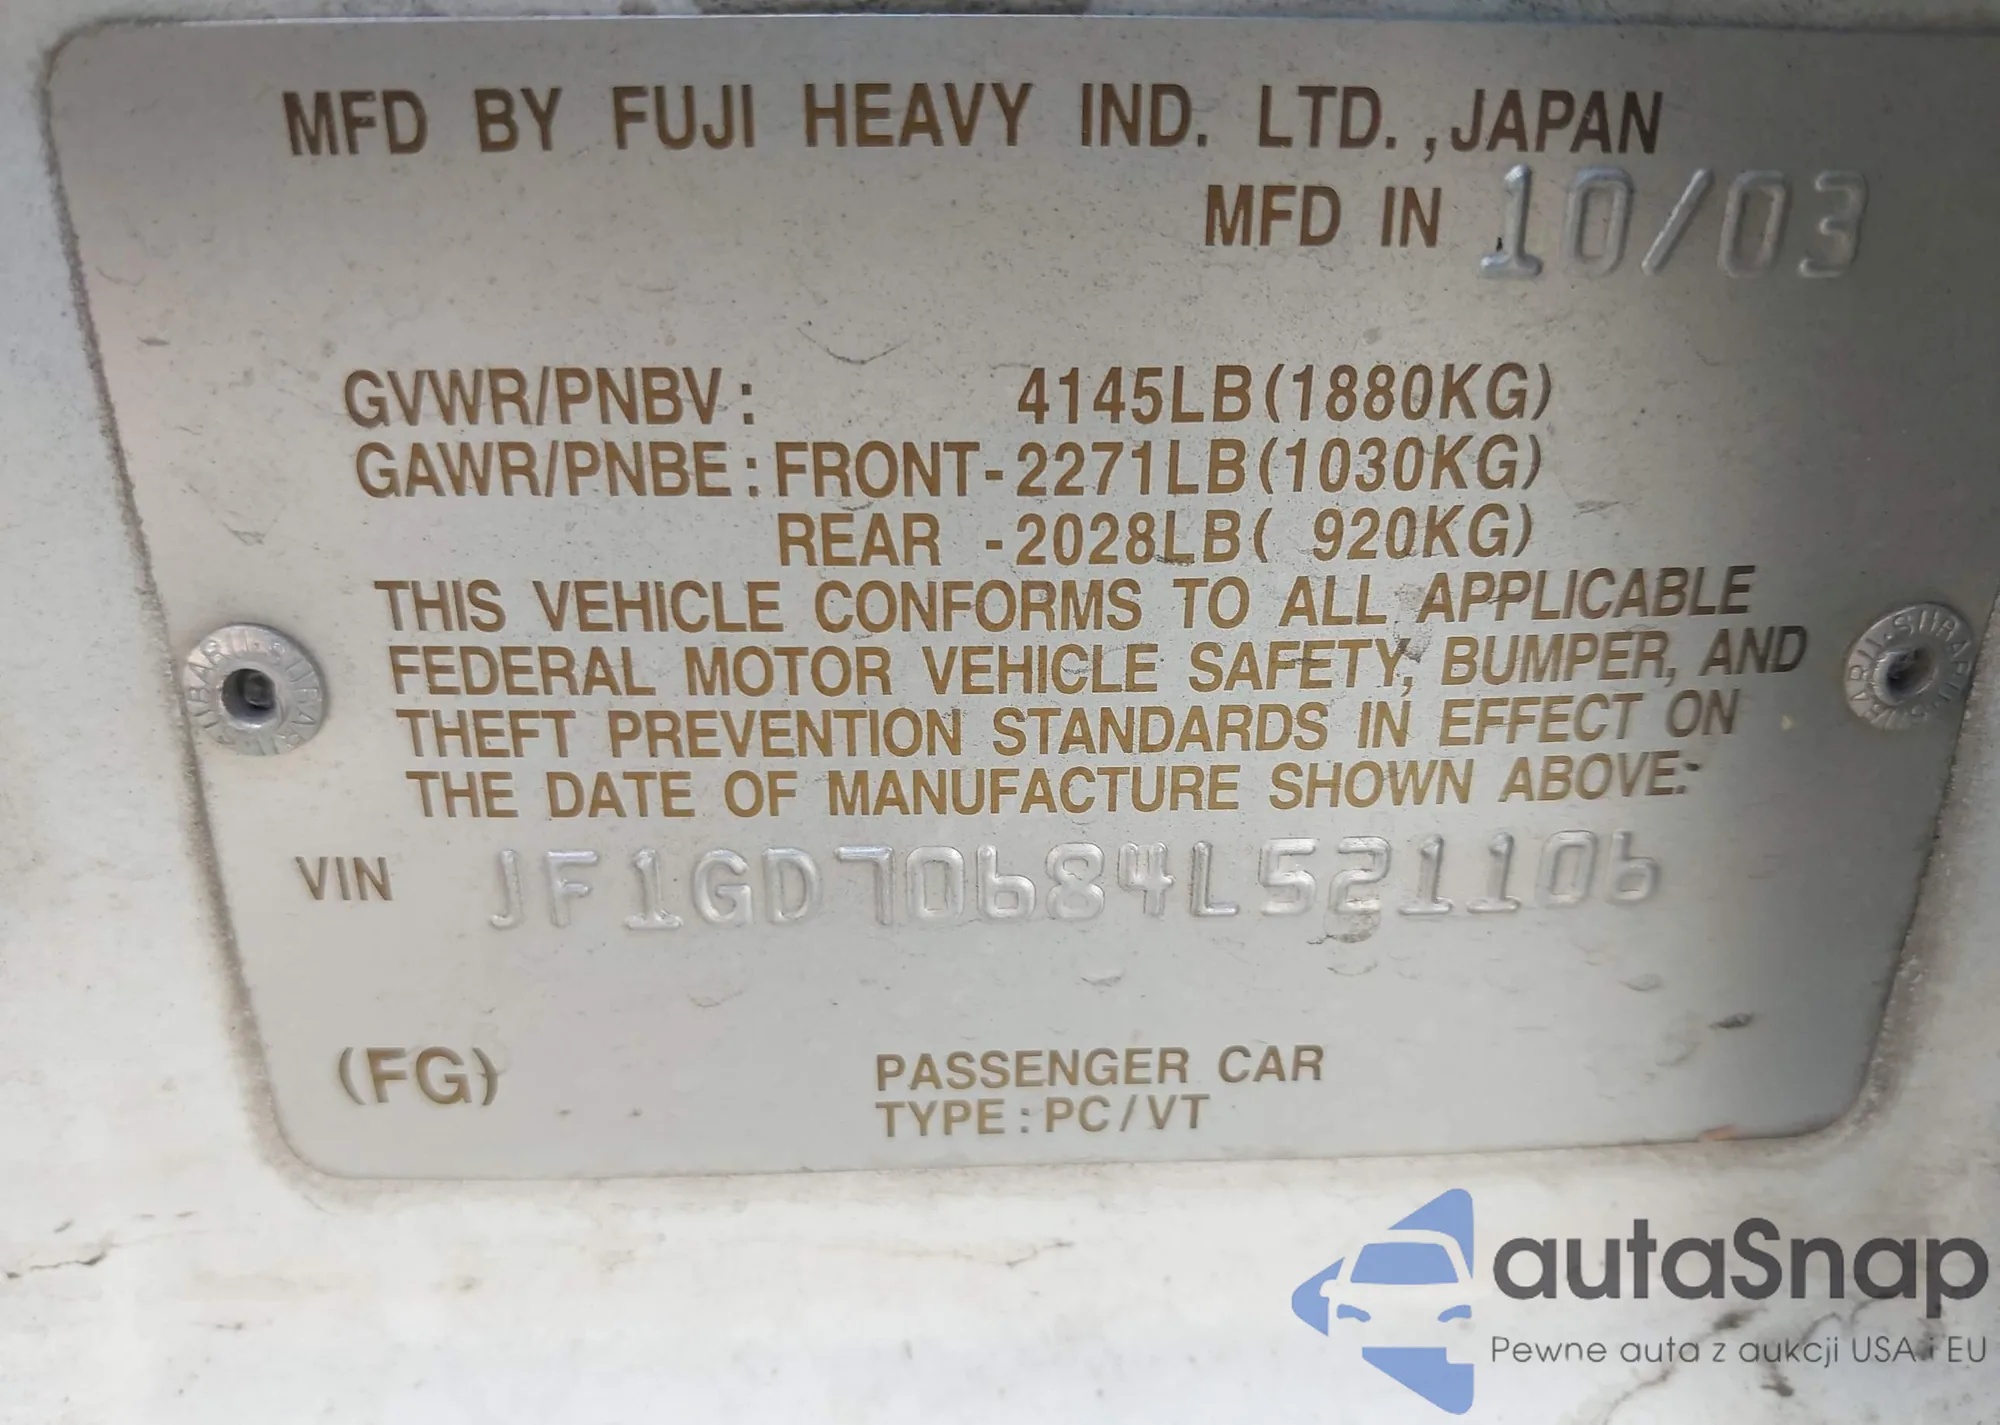 MFD BY FUJI HEAVY IND. LTD.,JAPAN
MFD IN 10/03
GVWR/PNBV: 4145LB(1880KG)
GAWR/PNBE:FRONT-2271LB(1030KG)
REAR -2028LB( 920KG)
THIS VEHICLE CONFORMS TO ALL APPLICABLE
FEDERAL MOTOR VEHICLE SAFETY, BUMPER, AND
THEFT PREVENTION STANDARDS IN EFFECT ON
THE DATE OF MANUFACTURE SHOWN ABOVE:
VIN JF1GD70684L521106
(FG) PASSENGER CAR
TYPE:PC/VT
autaSnap
Pewne auta z aukcji USA i EU